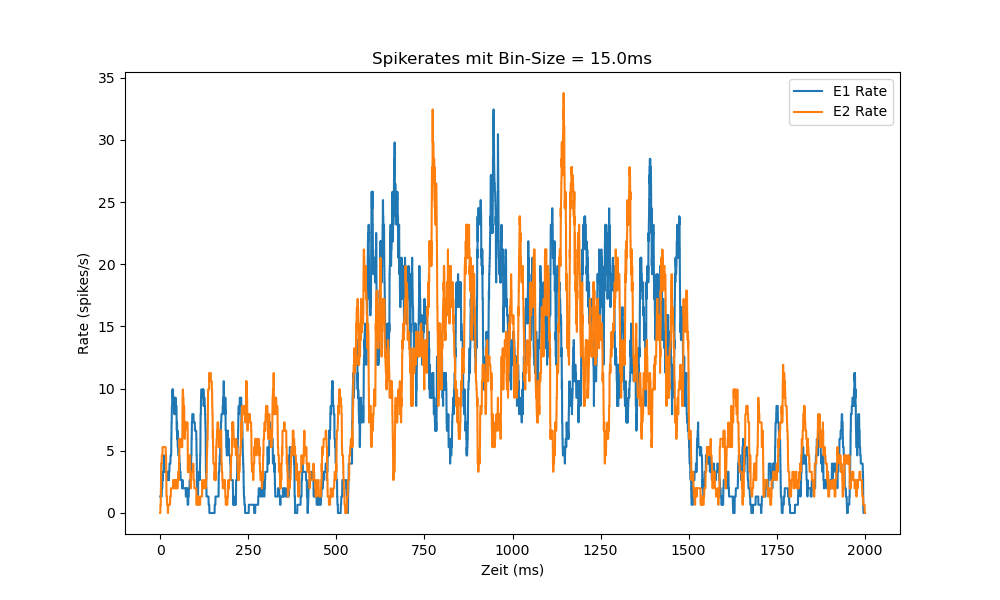 Spikerates mit Bin-Size = 15.0ms
E1 Rate
E2 Rate
Rate (spikes/s)
35
30
25
20
15
10
5
0
0 250 500 750 1000 1250 1500 1750 2000
Zeit (ms)